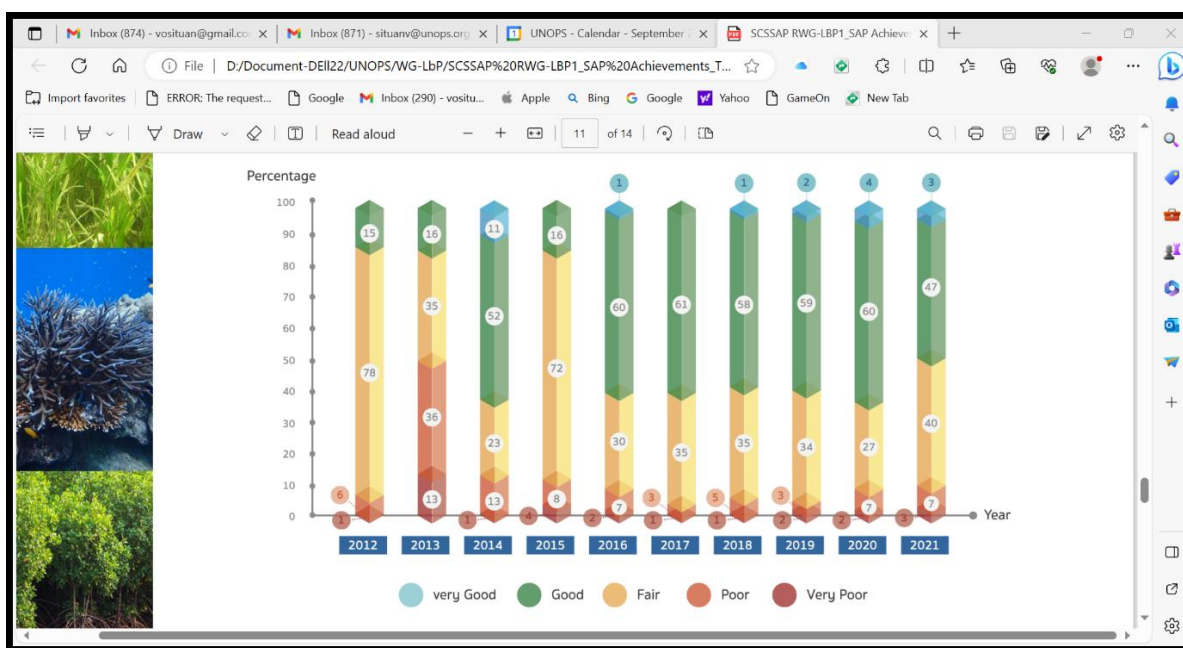 Inbox (874) - vosituan@gmail.co
Inbox (871) - situanv@unops.org
UNOPS - Calendar - September
SCSSAP RWG-LBP1_SAP Achieve
File D:/Document-DEll22/UNOPS/WG-LbP/SCSSAP%20RWG-LBP1_SAP%20Achievements_T...
Import favorites ERROR: The request... Google Inbox (290) - vositu... Apple Bing Google Yahoo GameOn New Tab
Draw Read aloud 11 of 14
Percentage
1 1 2 4 3
100
15 16 11 16
90
80
47
70
35 52 60 61 58 59 60
60
50
78 72
40
36 40
30
23 30 35 35 34 27
20
10
6 13 13 8 7 3 5 3 7 7
0
1 1 4 2 1 1 2 2 3
Year
2012 2013 2014 2015 2016 2017 2018 2019 2020 2021
very Good Good Fair Poor Very Poor